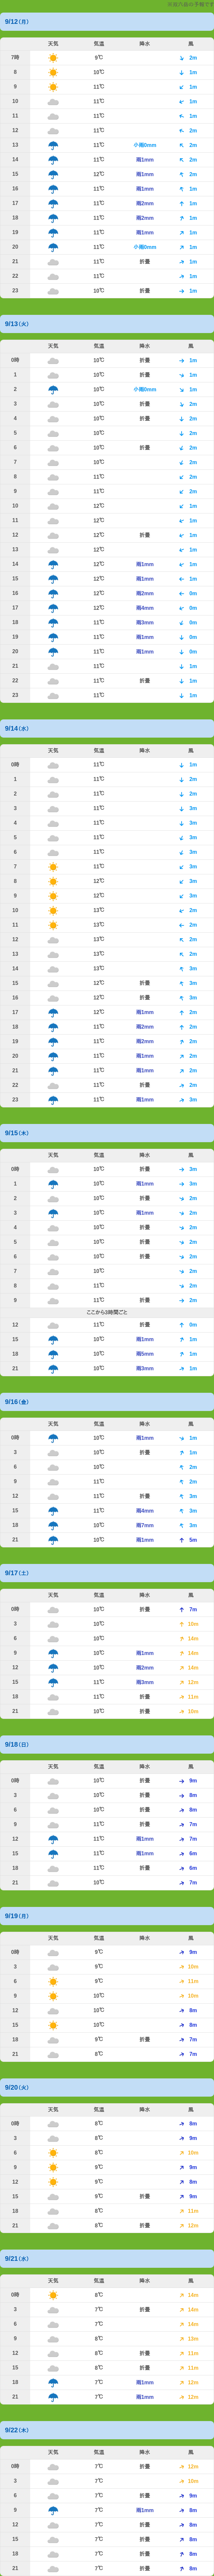 の予報です
9/12(月)
天気 気温 降水 風
7時 9℃ 2m
8 10℃ 1m
9 11℃ 1m
10 11℃ 1m
11 11℃ 1m
12 11℃ 2m
13 11℃ 小雨0mm 2m
14 11℃ 雨1mm 2m
15 12℃ 雨1mm 2m
16 11℃ 雨1mm 1m
17 11℃ 雨2mm 1m
18 11℃ 雨2mm 1m
19 11℃ 雨1mm 1m
20 11℃ 小雨0mm 1m
21 11℃ 折畳 1m
22 11℃ 1m
23 10℃ 折畳 1m
9/13(火)
天気 気温 降水 風
0時 10℃ 折畳 1m
1 10℃ 折畳 1m
2 10℃ 小雨0mm 1m
3 10℃ 折畳 2m
4 10℃ 折畳 2m
5 10℃ 2m
6 10℃ 折畳 2m
7 10℃ 2m
8 11℃ 2m
9 11℃ 2m
10 12℃ 1m
11 12℃ 1m
12 12℃ 折畳 1m
13 12℃ 1m
14 12℃ 雨1mm 1m
15 12℃ 雨1mm 1m
16 12℃ 雨2mm 0m
17 12℃ 雨4mm 0m
18 11℃ 雨3mm 0m
19 11℃ 雨1mm 0m
20 11℃ 雨1mm 0m
21 11℃ 1m
22 11℃ 折畳 1m
23 11℃ 1m
9/14(水)
天気 気温 降水 風
0時 11℃ 1m
1 11℃ 2m
2 11℃ 2m
3 11℃ 3m
4 11℃ 3m
5 11℃ 3m
6 11℃ 3m
7 11℃ 3m
8 12℃ 3m
9 12℃ 3m
10 13℃ 2m
11 13℃ 2m
12 13℃ 2m
13 13℃ 2m
14 13℃ 3m
15 12℃ 折畳 3m
16 12℃ 折畳 3m
17 12℃ 雨1mm 2m
18 11℃ 雨2mm 2m
19 11℃ 雨2mm 2m
20 11℃ 雨1mm 2m
21 11℃ 雨1mm 2m
22 11℃ 折畳 2m
23 11℃ 雨1mm 3m
9/15(木)
天気 気温 降水 風
0時 10℃ 折畳 3m
1 10℃ 雨1mm 3m
2 10℃ 折畳 2m
3 10℃ 雨1mm 2m
4 10℃ 折畳 2m
5 10℃ 折畳 2m
6 10℃ 折畳 2m
7 10℃ 2m
8 11℃ 2m
9 11℃ 折畳 2m
ここから3時間ごと
12 11℃ 折畳 0m
15 10℃ 雨1mm 1m
18 10℃ 雨5mm 1m
21 10℃ 雨3mm 1m
9/16(金)
天気 気温 降水 風
0時 10℃ 雨1mm 1m
3 10℃ 折畳 1m
6 10℃ 2m
9 11℃ 2m
12 11℃ 折畳 3m
15 11℃ 雨4mm 3m
18 10℃ 雨7mm 3m
21 10℃ 雨1mm 5m
9/17(土)
天気 気温 降水 風
0時 10℃ 折畳 7m
3 10℃ 10m
6 10℃ 14m
9 10℃ 雨1mm 14m
12 10℃ 雨2mm 14m
15 11℃ 雨3mm 12m
18 11℃ 折畳 11m
21 10℃ 折畳 10m
9/18(日)
天気 気温 降水 風
0時 10℃ 折畳 9m
3 10℃ 折畳 8m
6 10℃ 折畳 8m
9 11℃ 折畳 7m
12 11℃ 雨1mm 7m
15 11℃ 雨1mm 6m
18 11℃ 折畳 6m
21 10℃ 7m
9/19(月)
天気 気温 降水 風
0時 9℃ 9m
3 9℃ 10m
6 9℃ 11m
9 10℃ 10m
12 10℃ 8m
15 10℃ 8m
18 9℃ 折畳 7m
21 8℃ 7m
9/20(火)
天気 気温 降水 風
0時 8℃ 8m
3 8℃ 9m
6 8℃ 10m
9 9℃ 9m
12 9℃ 8m
15 9℃ 折畳 9m
18 8℃ 11m
21 8℃ 折畳 12m
9/21(水)
天気 気温 降水 風
0時 8℃ 14m
3 7℃ 折畳 14m
6 7℃ 14m
9 8℃ 13m
12 8℃ 折畳 11m
15 8℃ 折畳 11m
18 7℃ 雨1mm 12m
21 7℃ 雨1mm 12m
9/22(木)
天気 気温 降水 風
0時 7℃ 折畳 12m
3 7℃ 10m
6 7℃ 折畳 9m
9 7℃ 雨1mm 8m
12 7℃ 折畳 8m
15 7℃ 折畳 8m
18 7℃ 折畳 8m
21 7℃ 折畳 8m